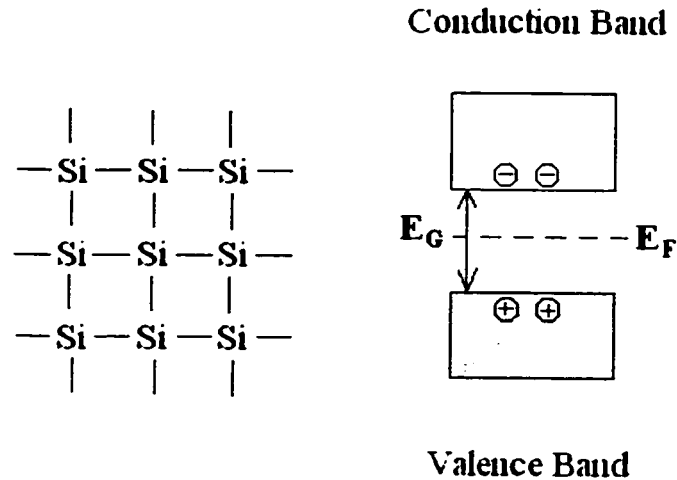 Conduction Band
Si Si Si
Si Si Si
Si Si Si
E_G
E_F
Valence Band